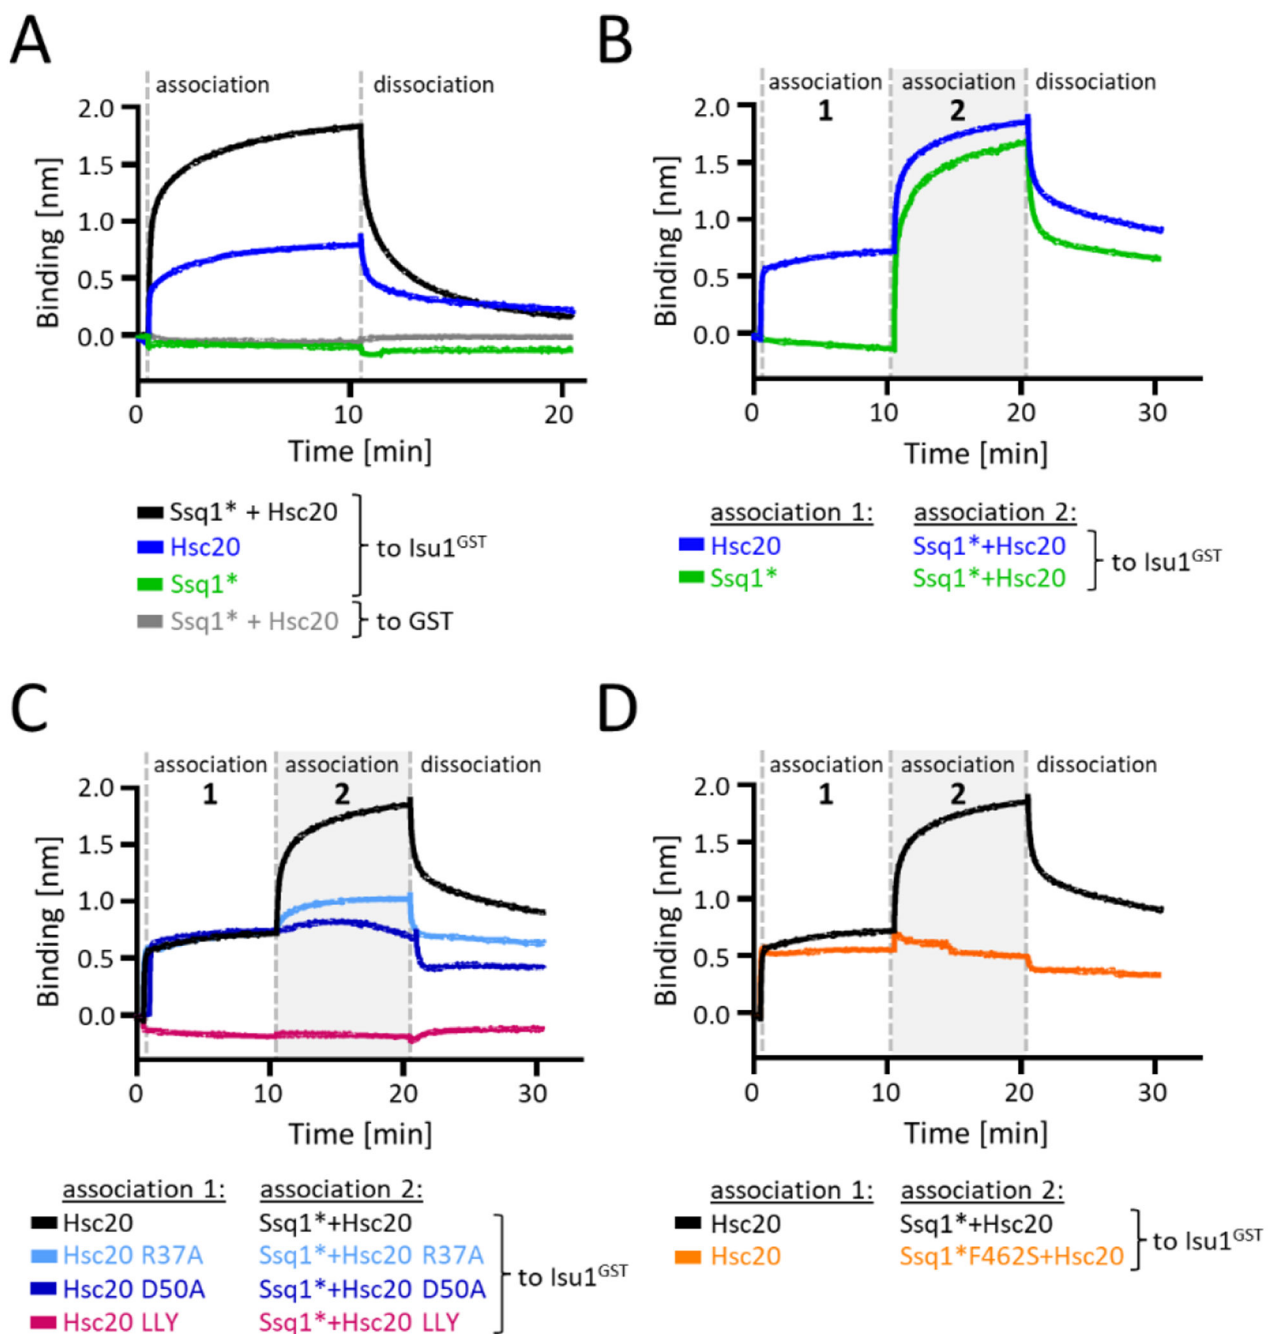 A
association dissociation
2.0
1.5
1.0
0.5
0.0
Binding [nm]
0 10 20
Time [min]
Ssq1* + Hsc20
Hsc20
Ssq1*
to Isu1GST
Ssq1* + Hsc20
to GST
B
association association dissociation
1 2
2.0
1.5
1.0
0.5
0.0
Binding [nm]
0 10 20 30
Time [min]
association 1: association 2:
Hsc20 Ssq1*+Hsc20
Ssq1* Ssq1*+Hsc20
to Isu1GST
C
association association dissociation
1 2
2.0
1.5
1.0
0.5
0.0
Binding [nm]
0 10 20 30
Time [min]
association 1: association 2:
Hsc20 Ssq1*+Hsc20
Hsc20 R37A Ssq1*+Hsc20 R37A
Hsc20 D50A Ssq1*+Hsc20 D50A
Hsc20 LLY Ssq1*+Hsc20 LLY
to Isu1GST
D
association association dissociation
1 2
2.0
1.5
1.0
0.5
0.0
Binding [nm]
0 10 20 30
Time [min]
association 1: association 2:
Hsc20 Ssq1*+Hsc20
Hsc20 Ssq1*F462S+Hsc20
to Isu1GST